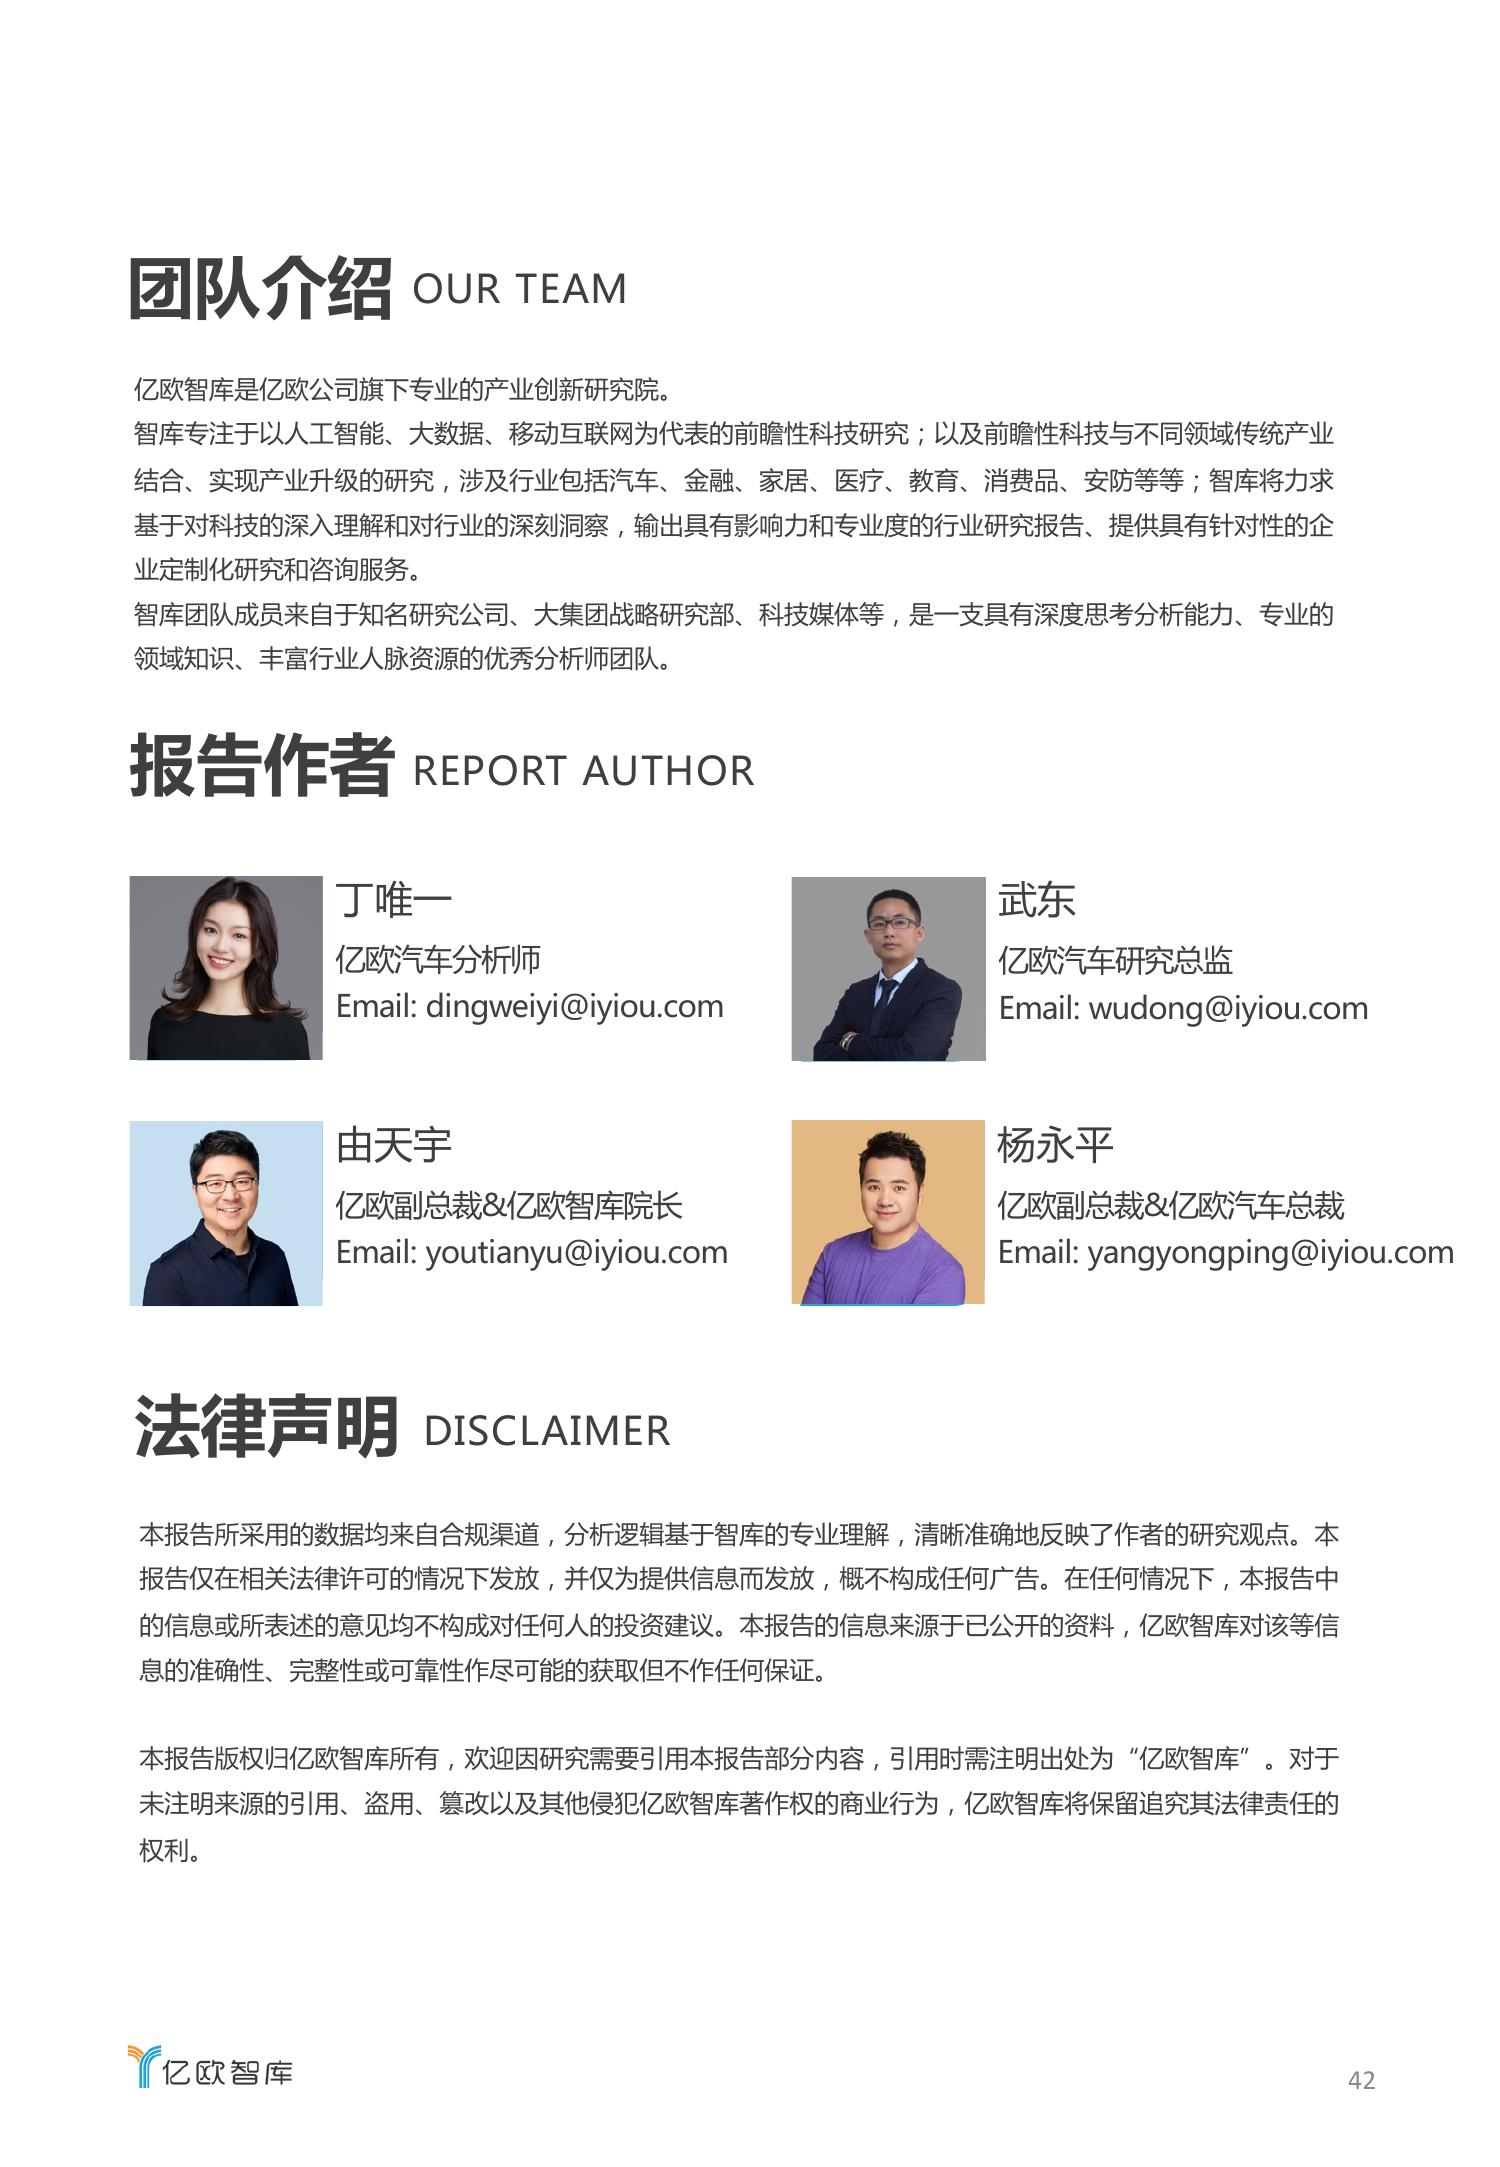 团队介绍 OUR TEAM
亿欧智库是亿欧公司旗下专业的产业创新研究院。
智库专注于以人工智能、大数据、移动互联网为代表的前瞻性科技研究；以及前瞻性科技与不同领域传统产业
结合、实现产业升级的研究，涉及行业包括汽车、金融、家居、医疗、教育、消费品、安防等等；智库将力求
基于对科技的深入理解和对行业的深刻洞察，输出具有影响力和专业度的行业研究报告、提供具有针对性的企
业定制化研究和咨询服务。
智库团队成员来自于知名研究公司、大集团战略研究部、科技媒体等，是一支具有深度思考分析能力、专业的
领域知识、丰富行业人脉资源的优秀分析师团队。
报告作者 REPORT AUTHOR
丁唯一
亿欧汽车分析师
Email: dingweiyi@iyiou.com
武东
亿欧汽车研究总监
Email: wudong@iyiou.com
由天宇
亿欧副总裁&亿欧智库院长
Email: youtianyu@iyiou.com
杨永平
亿欧副总裁&亿欧汽车总裁
Email: yangyongping@iyiou.com
法律声明 DISCLAIMER
本报告所采用的数据均来自合规渠道，分析逻辑基于智库的专业理解，清晰准确地反映了作者的研究观点。本
报告仅在相关法律许可的情况下发放，并仅为提供信息而发放，概不构成任何广告。在任何情况下，本报告中
的信息或所表述的意见均不构成对任何人的投资建议。本报告的信息来源于已公开的资料，亿欧智库对该等信
息的准确性、完整性或可靠性作尽可能的获取但不作任何保证。
本报告版权归亿欧智库所有，欢迎因研究需要引用本报告部分内容，引用时需注明出处为“亿欧智库”。对于
未注明来源的引用、盗用、篡改以及其他侵犯亿欧智库著作权的商业行为，亿欧智库将保留追究其法律责任的
权利。
亿欧智库
42